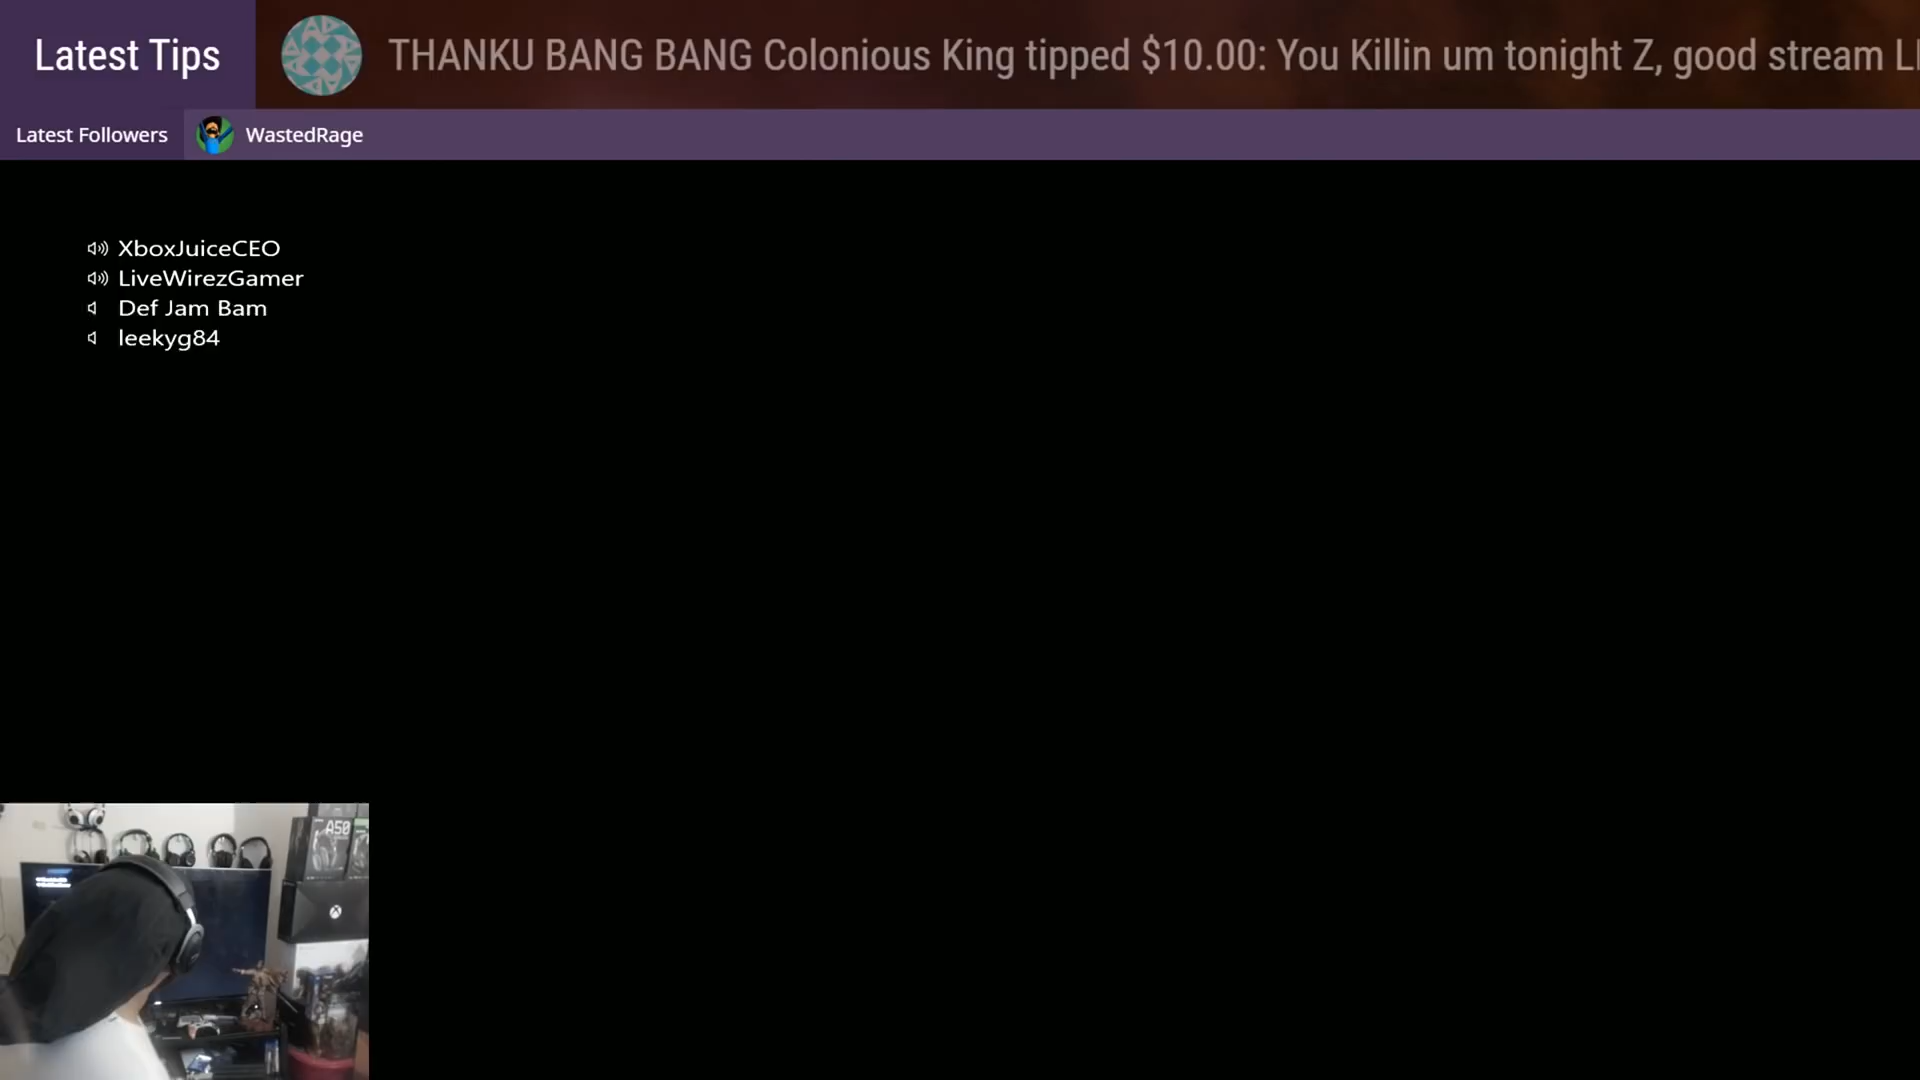 Latest Tips
THANKU BANG BANG Colonious King tipped $10.00: You Killin um tonight Z, good stream
Latest Followers
WastedRage
XboxJuiceCEO
LiveWirezGamer
Def Jam Bam
leekyg84
A50